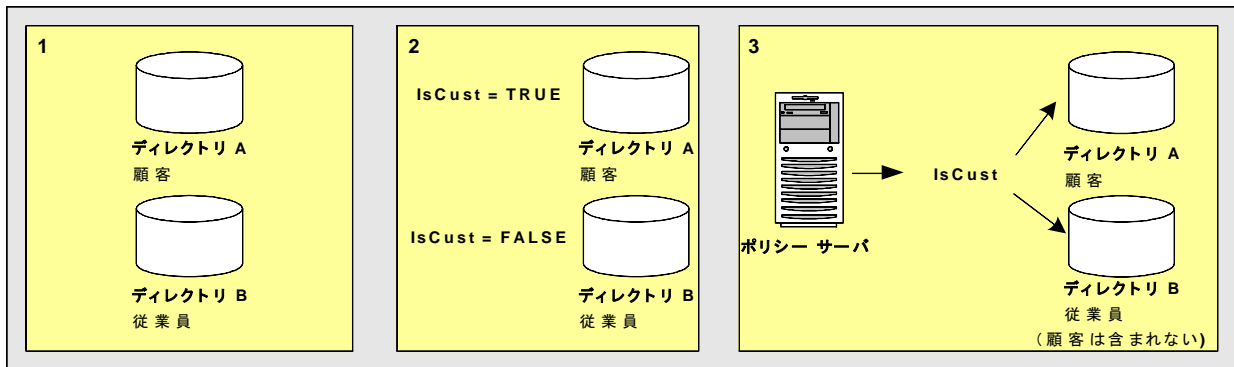 1
ディレクトリ A
顧客
ディレクトリ B
従業員
2
IsCust = TRUE
ディレクトリ A
顧客
IsCust = FALSE
ディレクトリ B
従業員
3
ポリシー サーバ
IsCust
ディレクトリ A
顧客
ディレクトリ B
従業員
(顧客は含まれない)